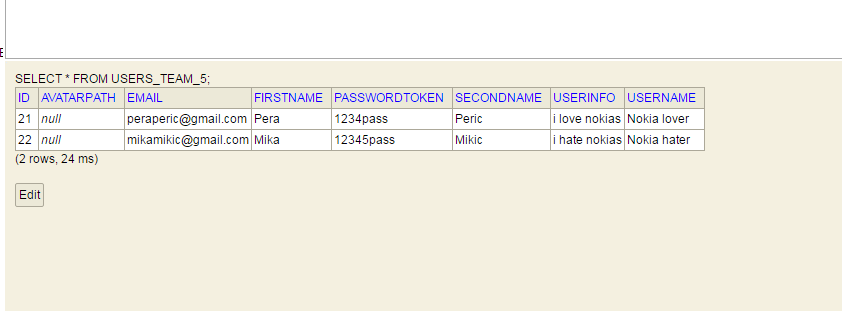 E
SELECT * FROM USERS_TEAM_5;
ID AVATARPATH EMAIL FIRSTNAME PASSWORDTOKEN SECONDNAME USERINFO USERNAME
21 null peraperic@gmail.com Pera 1234pass Peric i love nokias Nokia lover
22 null mikamikic@gmail.com Mika 12345pass Mikic i hate nokias Nokia hater
(2 rows, 24 ms)
Edit